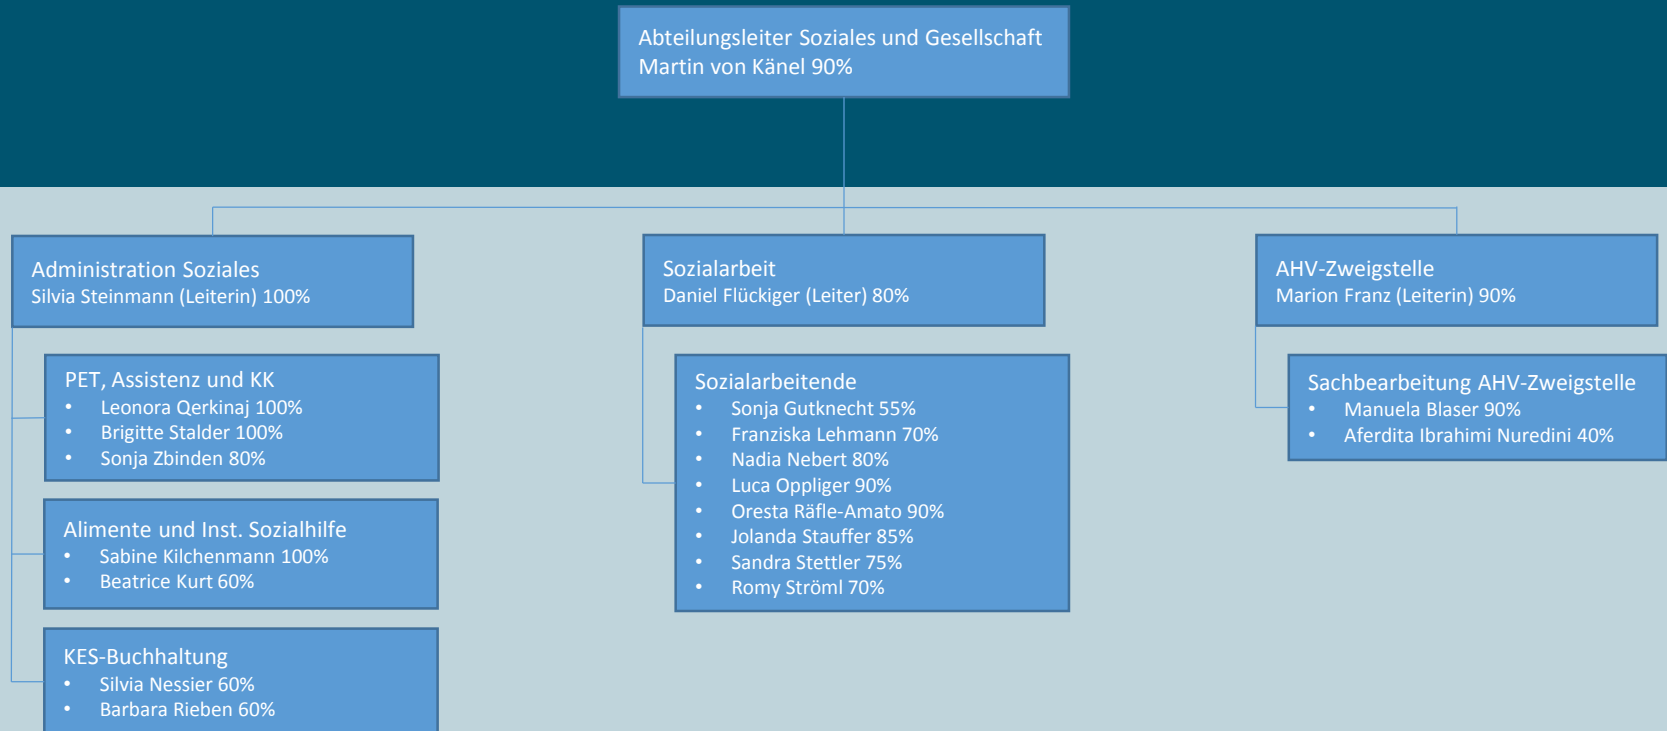 Abteilungsleiter Soziales und Gesellschaft
Martin von Känel 90%
Administration Soziales
Silvia Steinmann (Leiterin) 100%
PET, Assistenz und KK
• Leonora Qerkinaj 100%
• Brigitte Stalder 100%
• Sonja Zbinden 80%
Alimente und Inst. Sozialhilfe
• Sabine Kilchenmann 100%
• Beatrice Kurt 60%
KES-Buchhaltung
• Silvia Nessier 60%
• Barbara Rieben 60%
Sozialarbeit
Daniel Flückiger (Leiter) 80%
Sozialarbeitende
• Sonja Gutknecht 55%
• Franziska Lehmann 70%
• Nadia Nebert 80%
• Luca Oppliger 90%
• Oresta Räfle-Amato 90%
• Jolanda Stauffer 85%
• Sandra Stettler 75%
• Romy Ströml 70%
AHV-Zweigstelle
Marion Franz (Leiterin) 90%
Sachbearbeitung AHV-Zweigstelle
• Manuela Blaser 90%
• Aferdita Ibrahimi Nuredini 40%